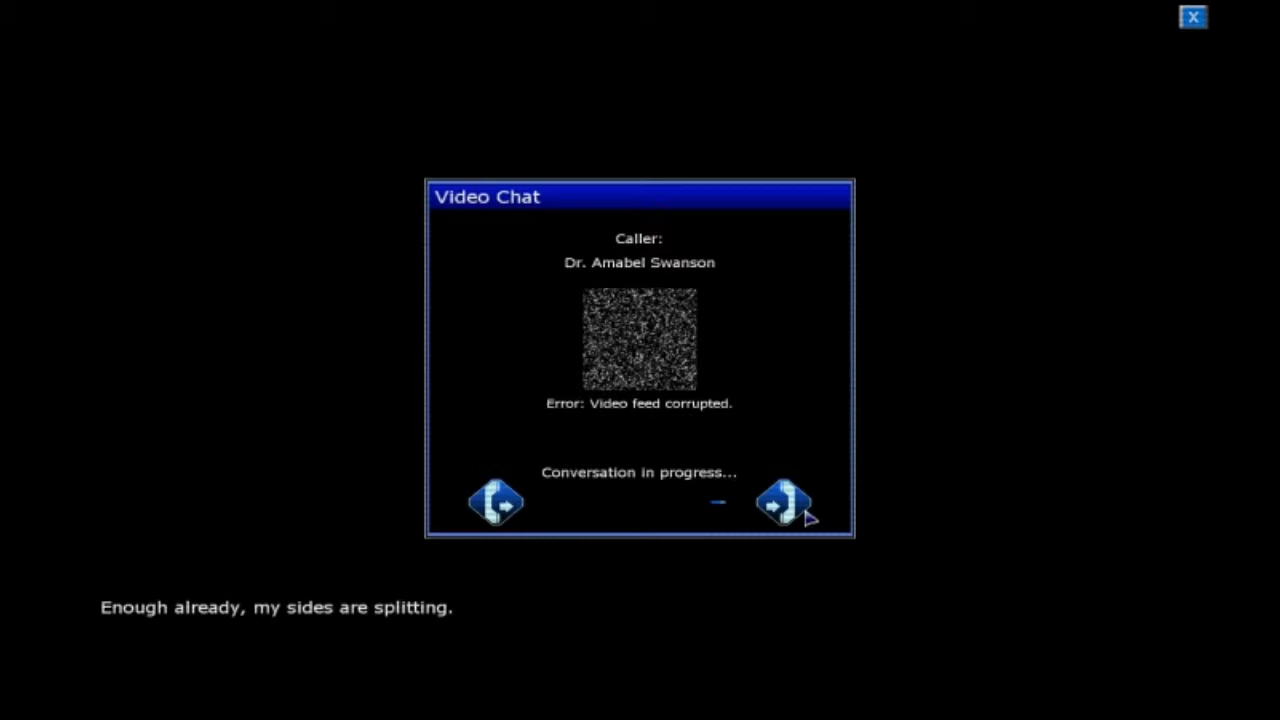 X
Video Chat
Caller:
Dr. Amabel Swanson
Error: Video feed corrupted.
Conversation in progress...
Enough already, my sides are splitting.